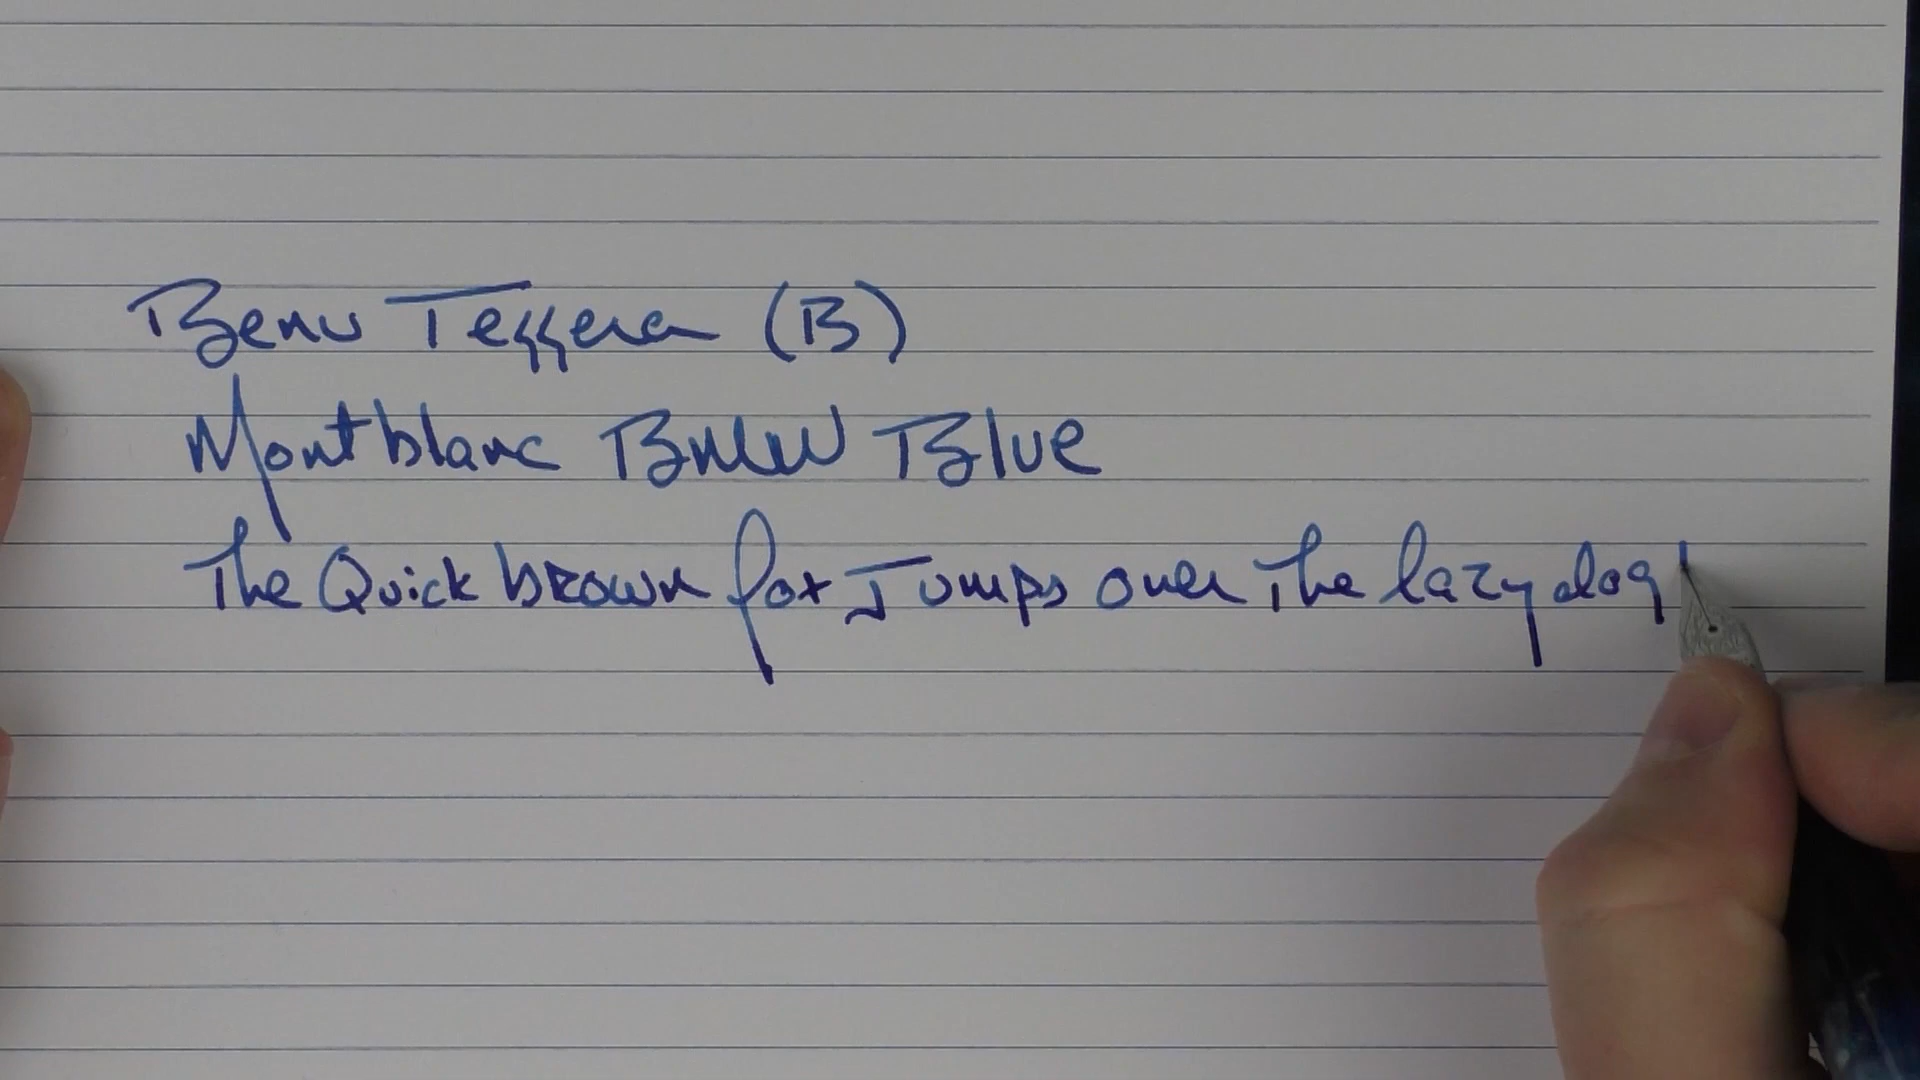 Benu Tessera (B)
Montblanc BMW Blue
The Quick brown fox Jumps over The lazy dog!